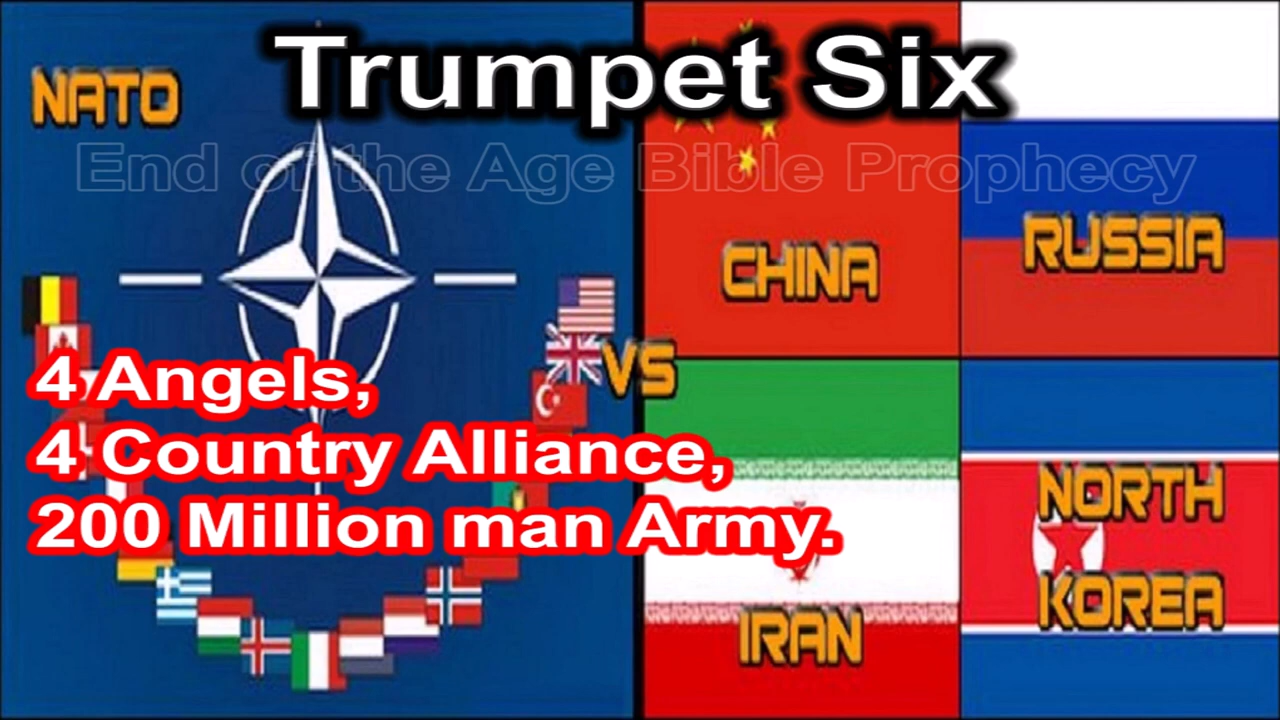 Trumpet Six
End of the Age Bible Prophecy
NATO
CHINA
RUSSIA
VS
4 Angels,
4 Country Alliance,
200 Million man Army.
NORTH
KOREA
IRAN